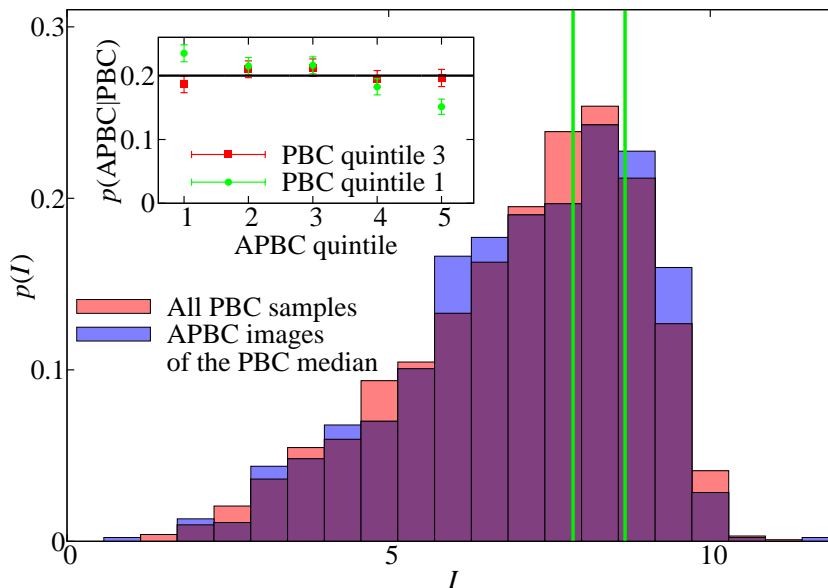 0.3
0.2
0.1
0
p(I)
0
5
10
I
0.2
0.1
0
p(APBC|PBC)
PBC quintile 3
PBC quintile 1
1
2
3
4
5
APBC quintile
All PBC samples
APBC images
of the PBC median